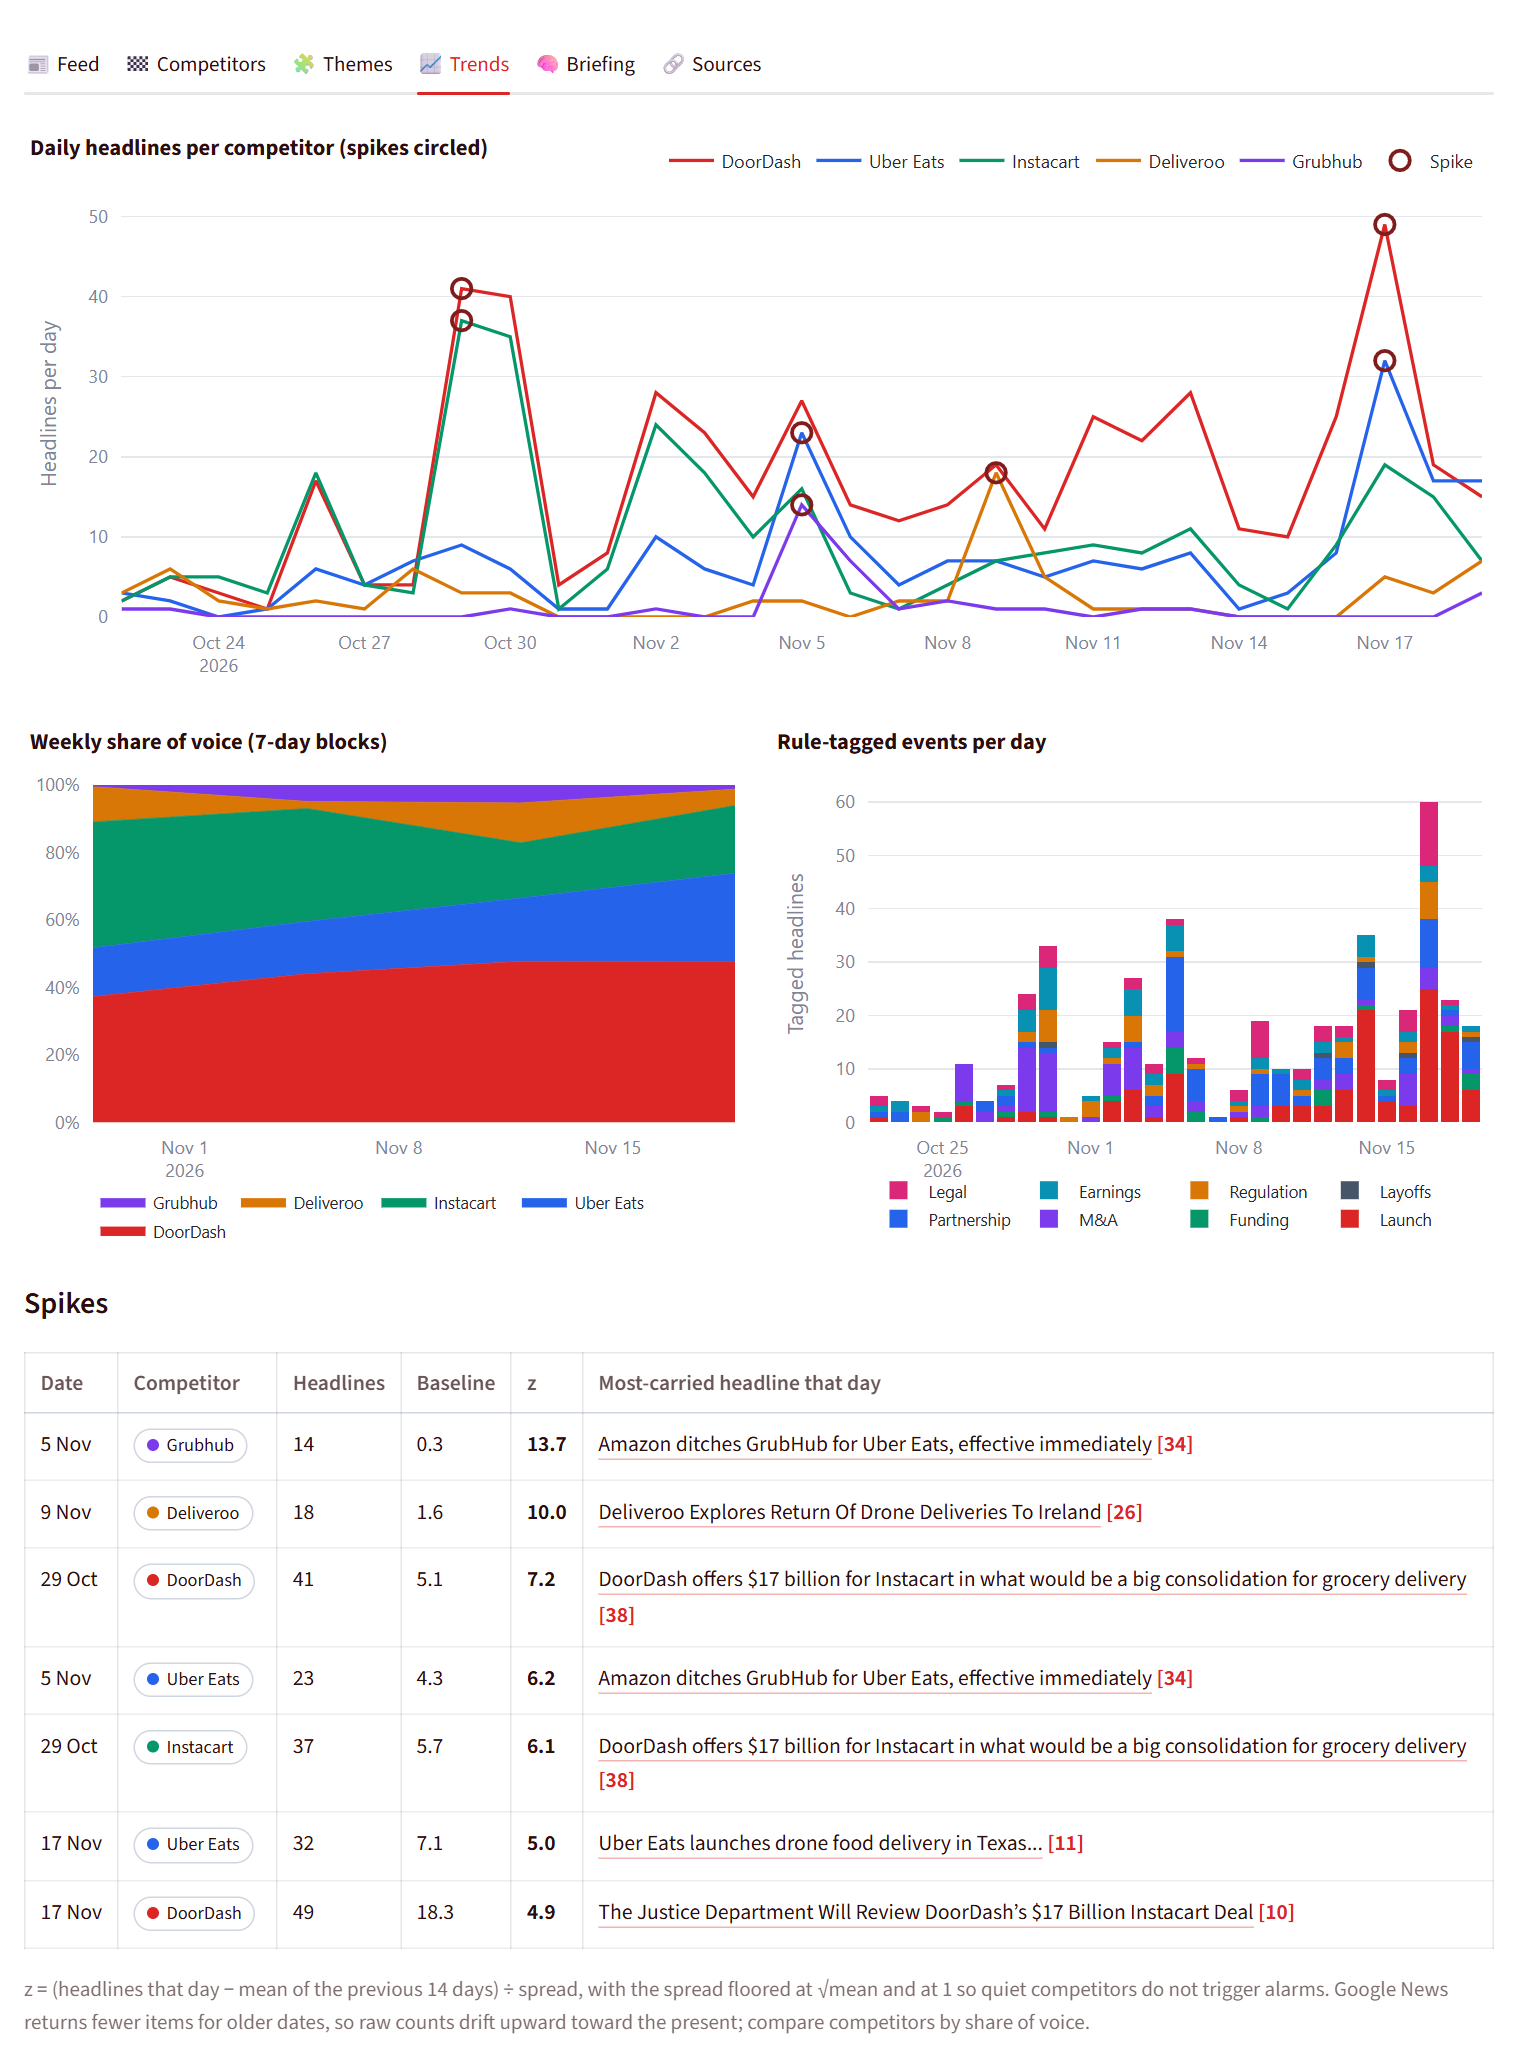 Feed Competitors Themes Trends Briefing Sources
Daily headlines per competitor (spikes circled)
DoorDash Uber Eats Instacart Deliveroo Grubhub Spike
Headlines per day
50
40
30
20
10
0
Oct 24 Oct 27 Oct 30 Nov 2 Nov 5 Nov 8 Nov 11 Nov 14 Nov 17
2026
Weekly share of voice (7-day blocks)
100%
80%
60%
40%
20%
0%
Nov 1 Nov 8 Nov 15
2026
Grubhub Deliveroo Instacart Uber Eats
DoorDash
Rule-tagged events per day
Tagged headlines
60
50
40
30
20
10
0
Oct 25 Nov 1 Nov 8 Nov 15
2026
Legal Earnings Regulation Layoffs
Partnership M&A Funding Launch
Spikes
Date Competitor Headlines Baseline z Most-carried headline that day
5 Nov Grubhub 14 0.3 13.7 Amazon ditches GrubHub for Uber Eats, effective immediately [34]
9 Nov Deliveroo 18 1.6 10.0 Deliveroo Explores Return Of Drone Deliveries To Ireland [26]
29 Oct DoorDash 41 5.1 7.2 DoorDash offers $17 billion for Instacart in what would be a big consolidation for grocery delivery
[38]
5 Nov Uber Eats 23 4.3 6.2 Amazon ditches GrubHub for Uber Eats, effective immediately [34]
29 Oct Instacart 37 5.7 6.1 DoorDash offers $17 billion for Instacart in what would be a big consolidation for grocery delivery
[38]
17 Nov Uber Eats 32 7.1 5.0 Uber Eats launches drone food delivery in Texas... [11]
17 Nov DoorDash 49 18.3 4.9 The Justice Department Will Review DoorDash’s $17 Billion Instacart Deal [10]
z = (headlines that day − mean of the previous 14 days) ÷ spread, with the spread floored at √mean and at 1 so quiet competitors do not trigger alarms. Google News
returns fewer items for older dates, so raw counts drift upward toward the present; compare competitors by share of voice.